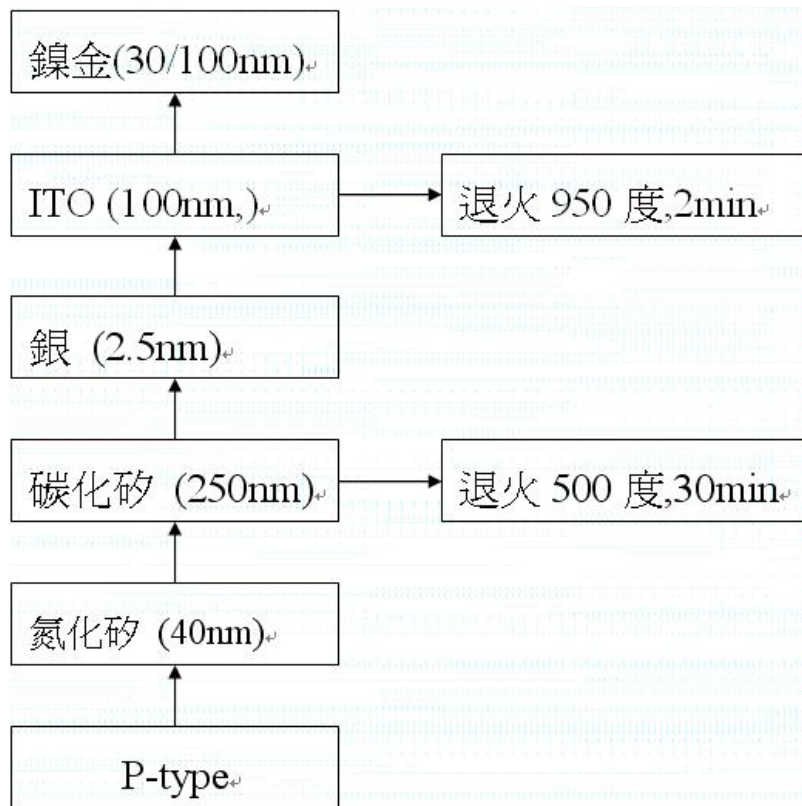 鎳金(30/100nm)
ITO (100nm,)
退火 950 度,2min
銀 (2.5nm)
碳化矽 (250nm)
退火 500 度,30min
氮化矽 (40nm)
P-type